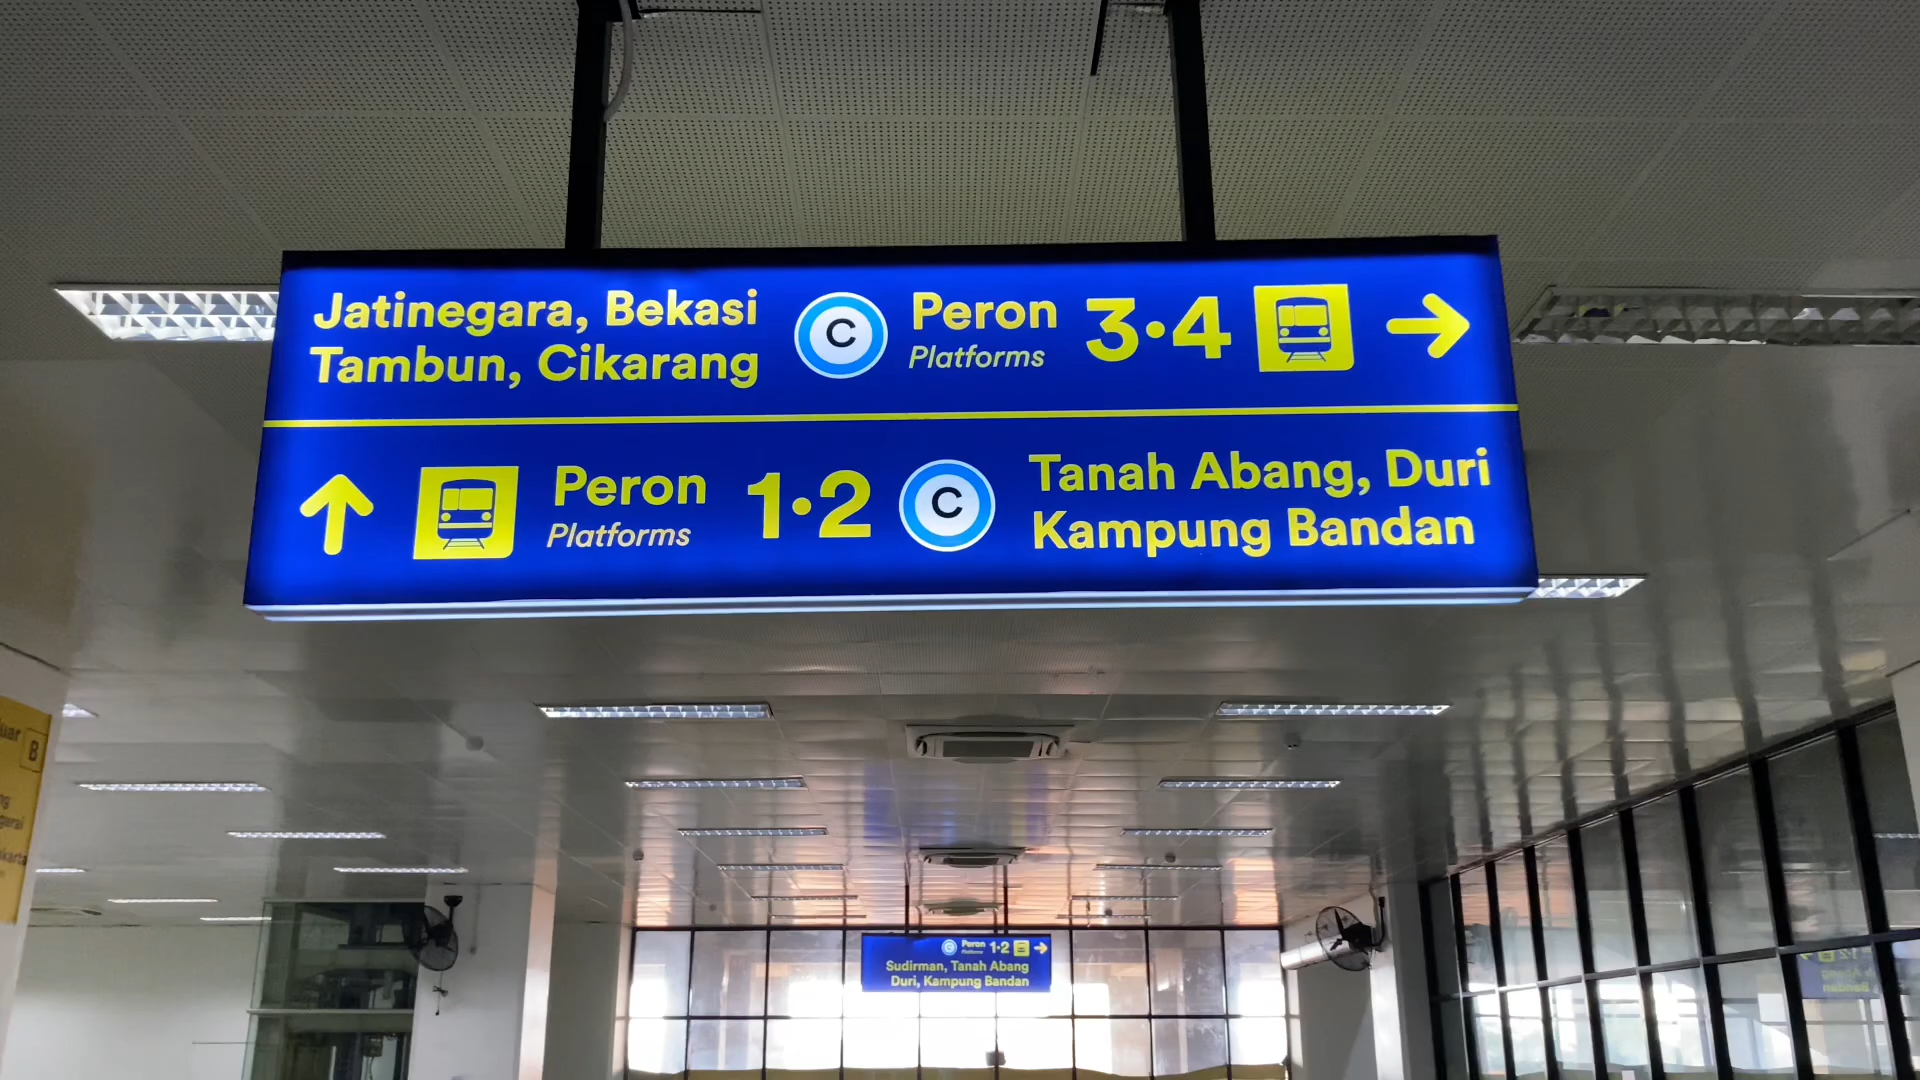 Jatinegara, Bekasi
Tambun, Cikarang
C
Peron
Platforms
3•4
Peron
Platforms
1•2
C
Tanah Abang, Duri
Kampung Bandan
C Peron 1•2
Sudirman, Tanah Abang
Duri, Kampung Bandan
B